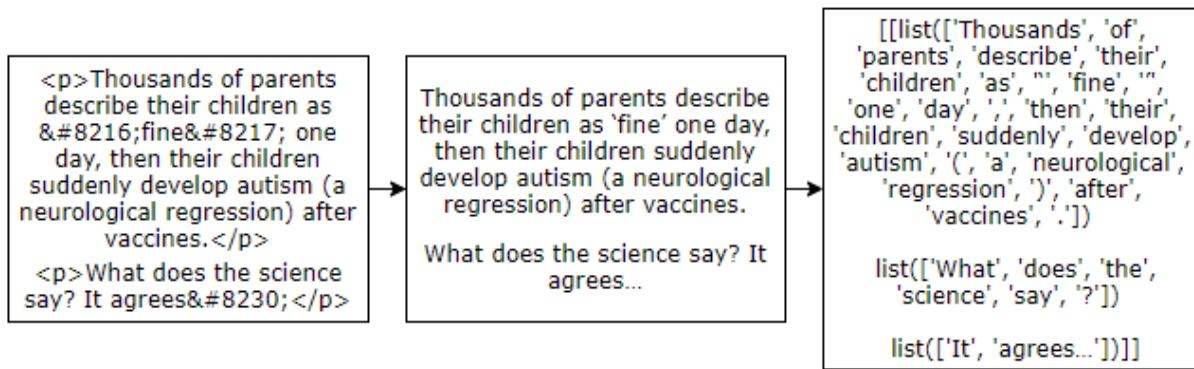 <p>Thousands of parents
describe their children as
&#8216;fine&#8217; one
day, then their children
suddenly develop autism (a
neurological regression) after
vaccines.</p>
<p>What does the science
say? It agrees&#8230;</p>
Thousands of parents describe
their children as ‘fine’ one day,
then their children suddenly
develop autism (a neurological
regression) after vaccines.
What does the science say? It
agrees…
[[list(['Thousands', 'of',
'parents', 'describe', 'their',
'children', 'as', '‘', 'fine', '’',
'one', 'day', ',', 'then', 'their',
'children', 'suddenly', 'develop',
'autism', '(', 'a', 'neurological',
'regression', ')', 'after',
'vaccines', '.'])
list(['What', 'does', 'the',
'science', 'say', '?'])
list(['It', 'agrees…'])]]